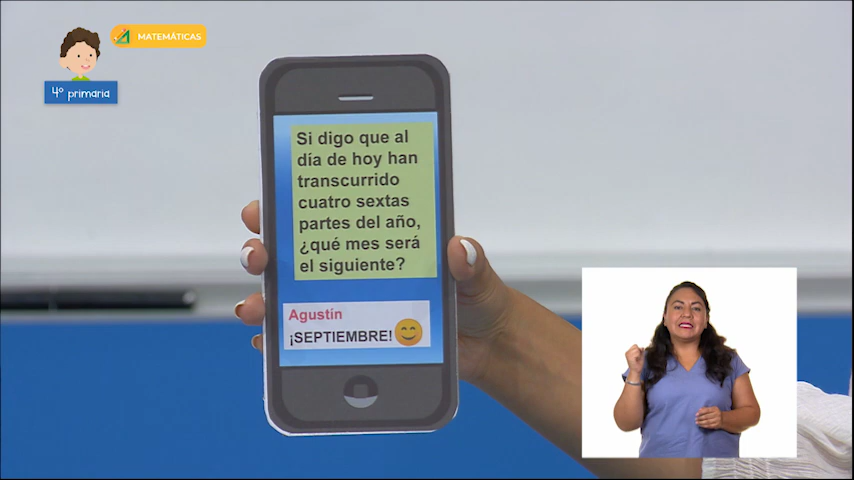 MATEMÁTICAS
4º primaria
Si digo que al
día de hoy han
transcurrido
cuatro sextas
partes del año,
¿qué mes será
el siguiente?
Agustín
¡SEPTIEMBRE!